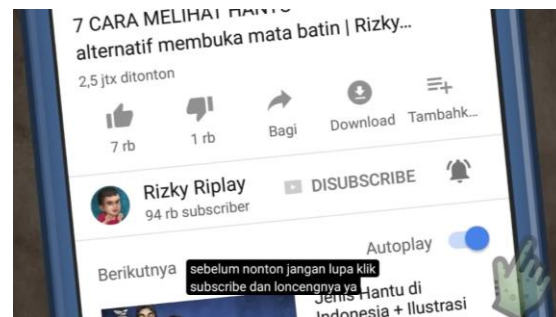 7 CARA MELIHAT HANTU
alternatif membuka mata batin | Rizky...
2,5 jtx ditonton
7 rb
1 rb
Bagi
Download
Tambahk...
Rizky Riplay
94 rb subscriber
DISUBSCRIBE
Berikutnya
Autoplay
sebelum nonton jangan lupa klik
subscribe dan loncengnya ya
Jenis Hantu di
Indonesia + Ilustrasi